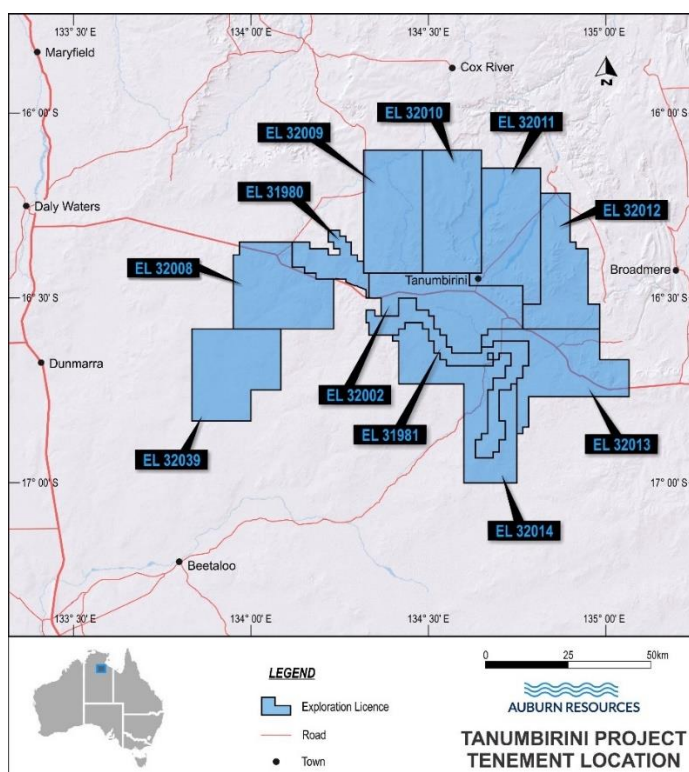 133° 30' E
134° 00' E
134° 30' E
135° 00' E
Maryfield
Cox River
N
16° 00' S
16° 00' S
EL 32010
EL 32009
EL 32011
EL 31980
EL 32012
Daly Waters
EL 32008
Tanumbirini
Broadmere
16° 30' S
16° 30' S
Dunmarra
EL 32002
EL 31981
EL 32013
EL 32039
17° 00' S
17° 00' S
EL 32014
Beetaloo
133° 30' E
134° 00' E
134° 30' E
135° 00' E
LEGEND
Exploration Licence
Road
Town
0 25 50km
AUBURN RESOURCES
TANUMBIRINI PROJECT
TENEMENT LOCATION